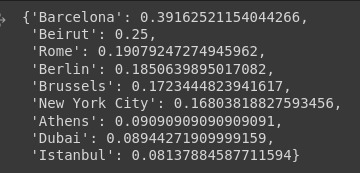 {'Barcelona': 0.39162521154044266,
'Beirut': 0.25,
'Rome': 0.19079247274945962,
'Berlin': 0.1850639895017082,
'Brussels': 0.1723444823941617,
'New York City': 0.16803818827593456,
'Athens': 0.09090909090909091,
'Dubai': 0.08944271909999159,
'Istanbul': 0.08137884587711594}